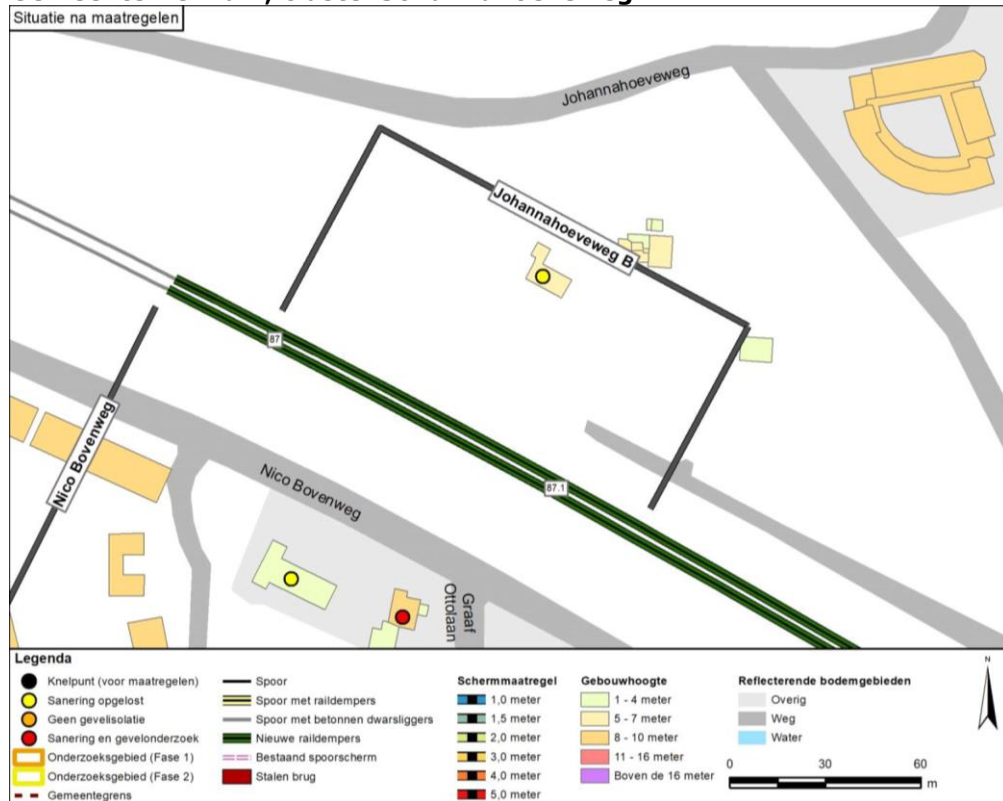 Situatie na maatregelen
Johannahoeveweg
Johannahoeveweg B
87
Nico Bovenweg
87.1
Nico Bovenweg
Graaf
Ottolaan
Legenda
Knelpunt (voor maatregelen)
Sanering opgelost
Geen gevelisolatie
Sanering en gevelonderzoek
Onderzoeksgebied (Fase 1)
Onderzoeksgebied (Fase 2)
Gemeentegrens
Spoor
Spoor met raildempers
Spoor met betonnen dwarsliggers
Nieuwe raildempers
Bestaand spoorscherm
Stalen brug
Schermmaatregel
1,0 meter
1,5 meter
2,0 meter
3,0 meter
4,0 meter
5,0 meter
Gebouwhoogte
1 - 4 meter
5 - 7 meter
8 - 10 meter
11 - 16 meter
Boven de 16 meter
Reflecterende bodemgebieden
Overig
Weg
Water
N
0 30 60
m